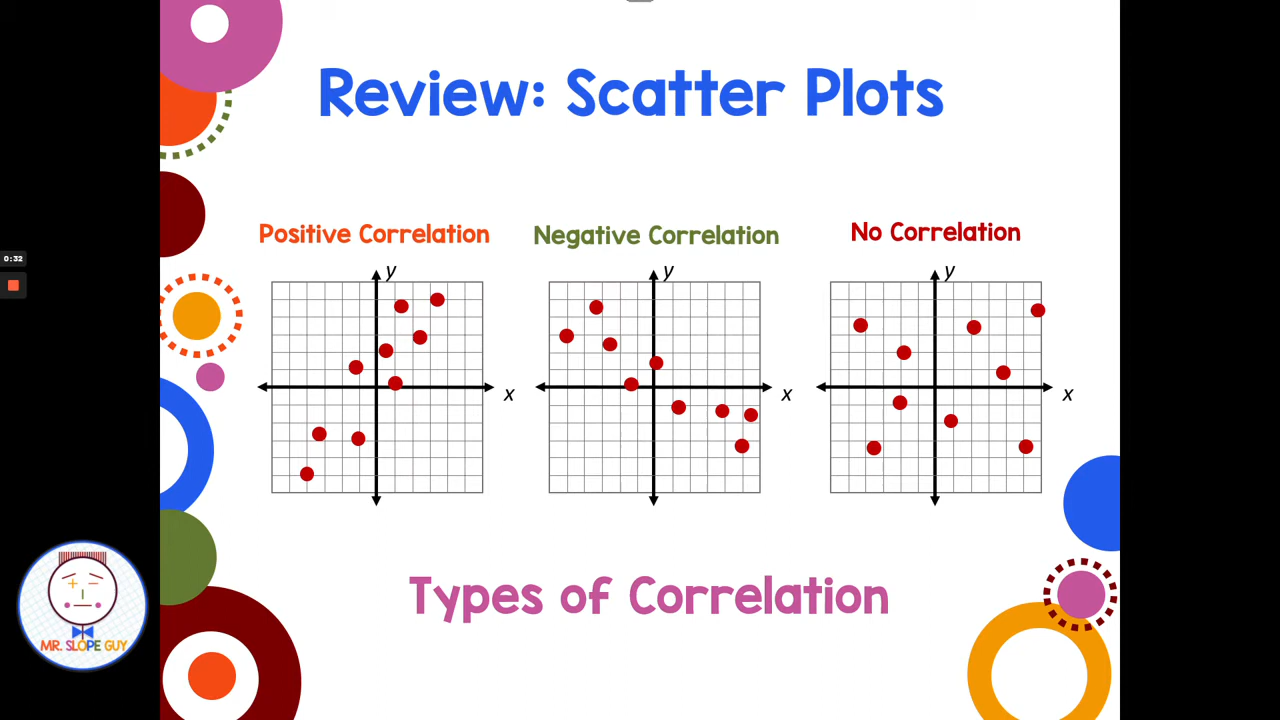 Review: Scatter Plots
Positive Correlation
Negative Correlation
No Correlation
y
x
y
x
y
x
0:32
Types of Correlation
MR. SLOPE GUY